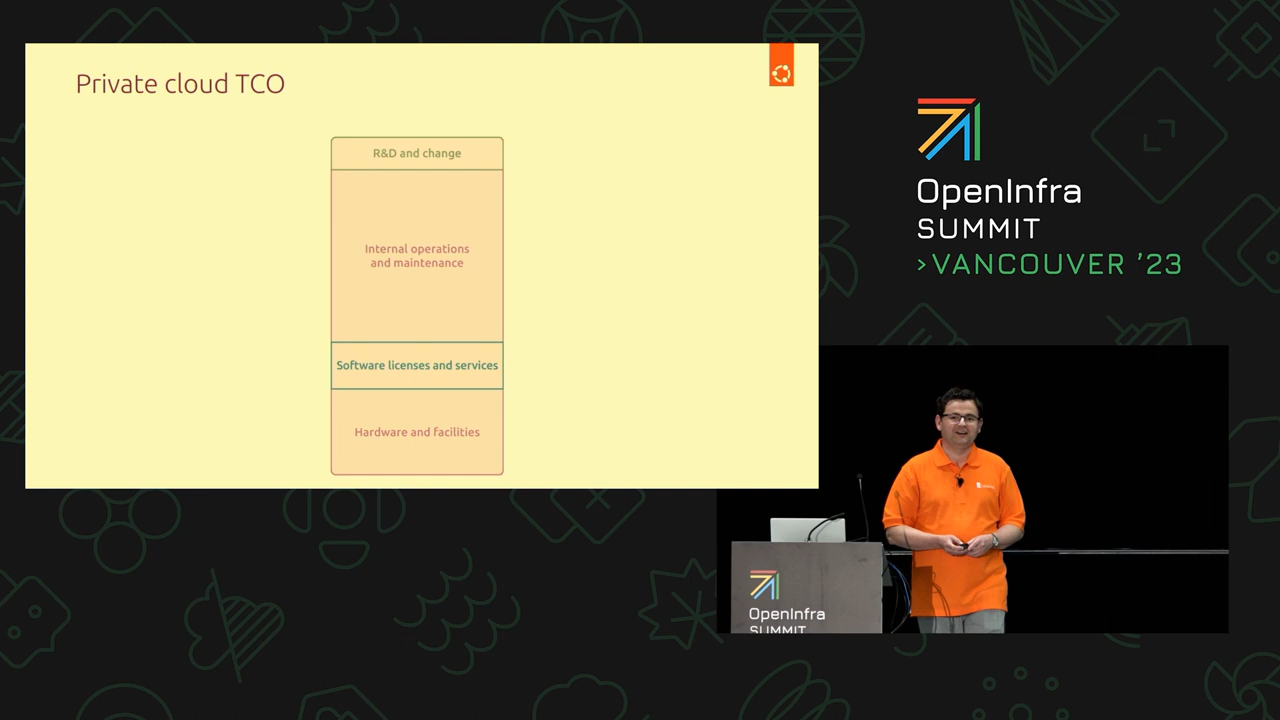 Private cloud TCO
R&D and change
Internal operations
and maintenance
Software licenses and services
Hardware and facilities
OpenInfra
SUMMIT
>VANCOUVER '23
OpenInfra
SUMMIT